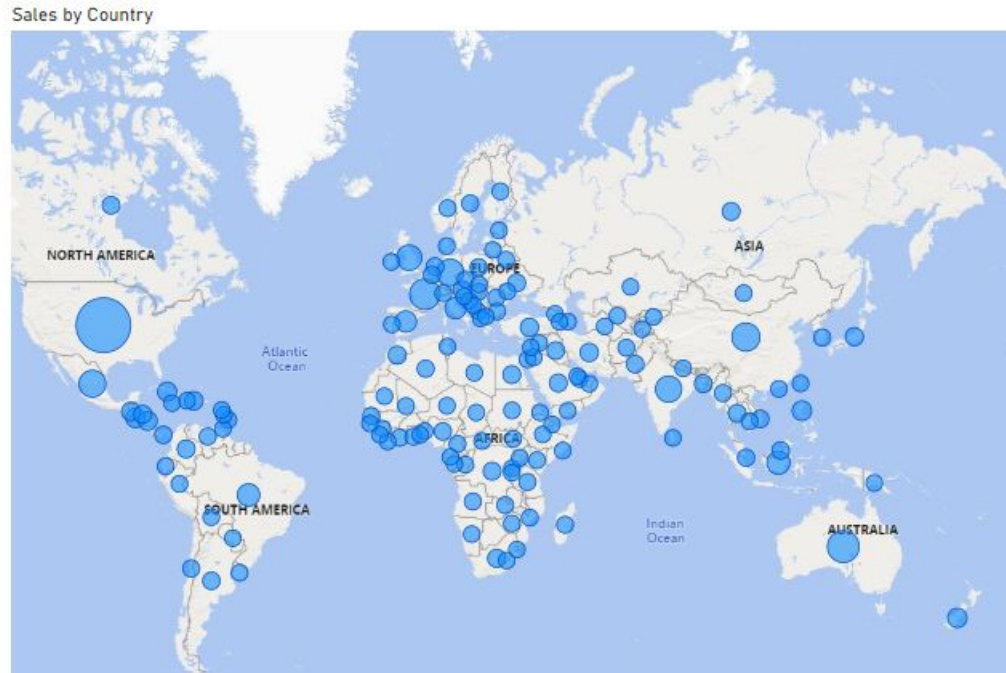 Sales by Country
NORTH AMERICA
ASIA
EUROPE
Atlantic
Ocean
AFRICA
SOUTH AMERICA
Indian
Ocean
AUSTRALIA